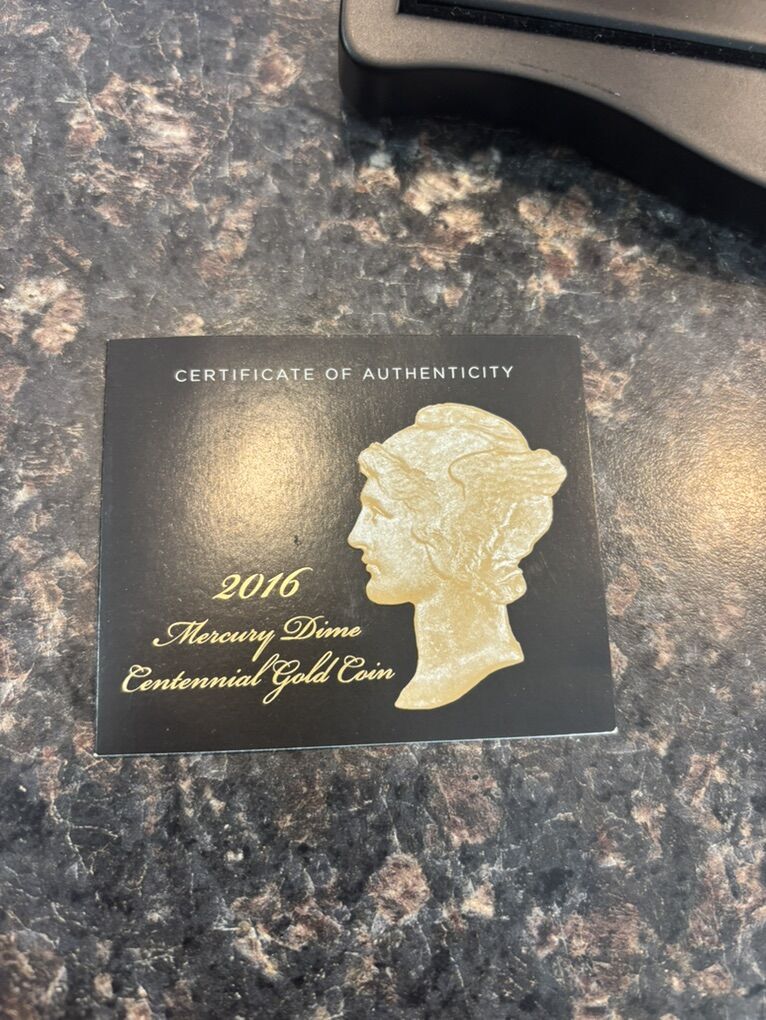 CERTIFICATE OF AUTHENTICITY
2016
Mercury Dime
Centennial Gold Coin